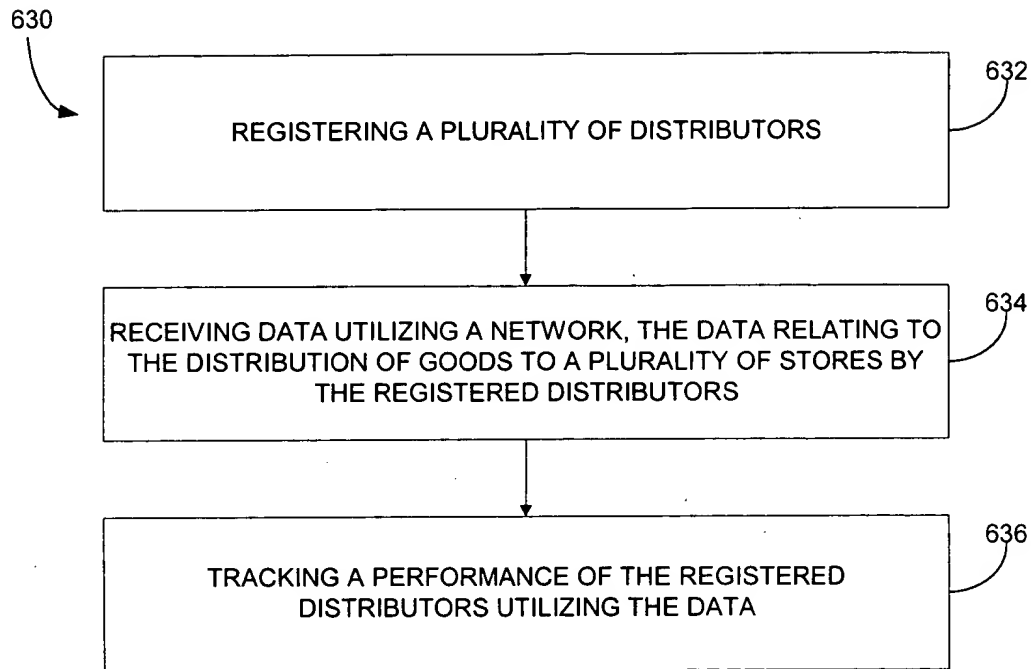 630
632
REGISTERING A PLURALITY OF DISTRIBUTORS
634
RECEIVING DATA UTILIZING A NETWORK, THE DATA RELATING TO
THE DISTRIBUTION OF GOODS TO A PLURALITY OF STORES BY
THE REGISTERED DISTRIBUTORS
636
TRACKING A PERFORMANCE OF THE REGISTERED
DISTRIBUTORS UTILIZING THE DATA